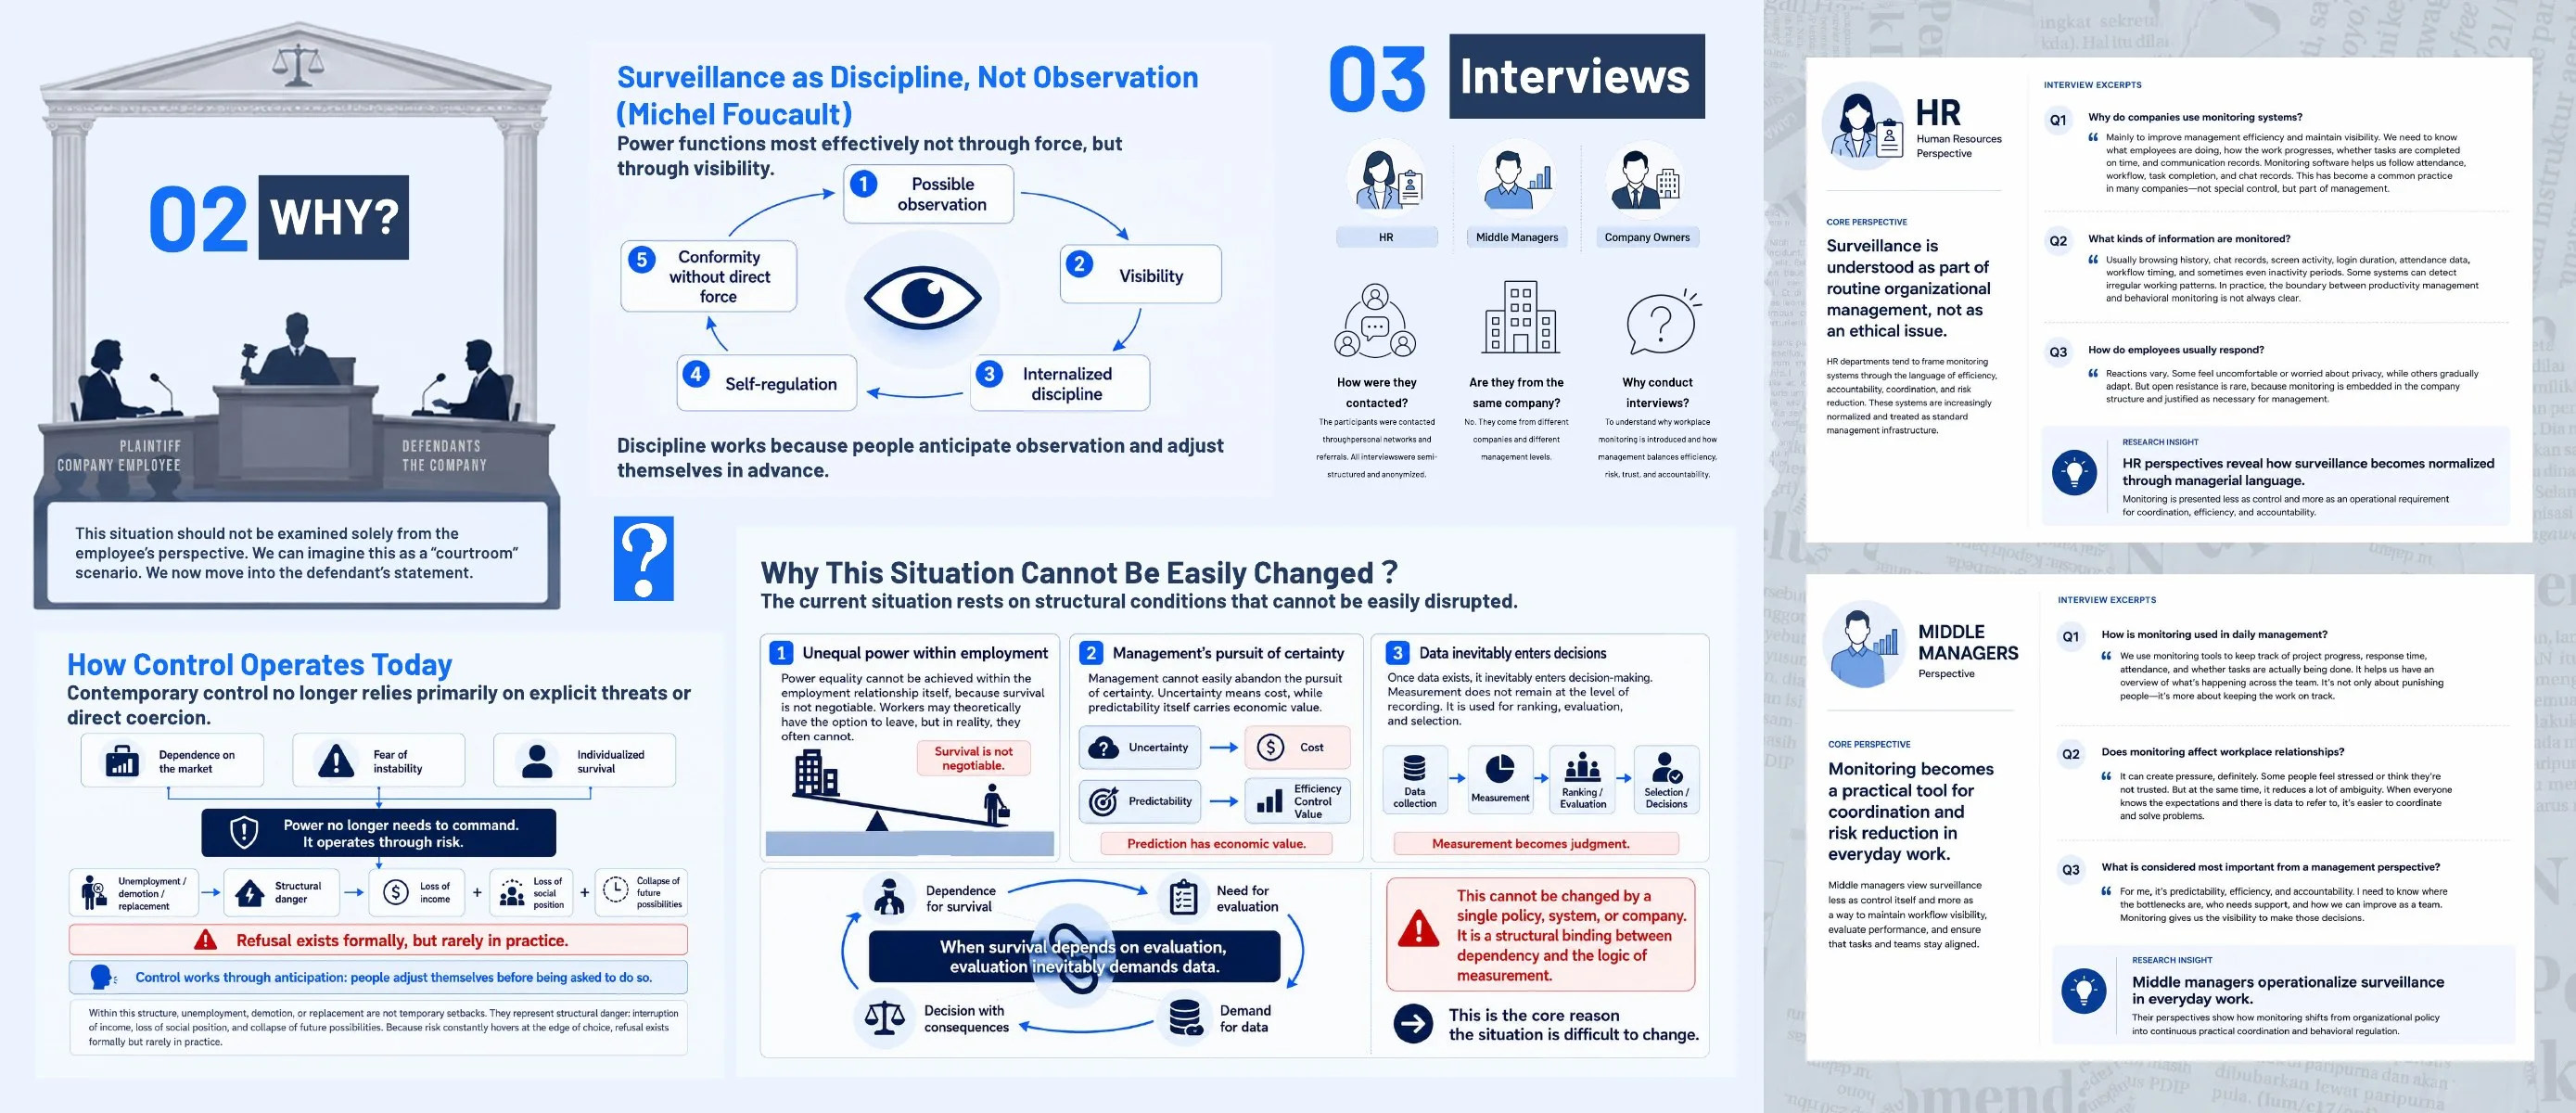 02 WHY?
PLAINTIFF
COMPANY EMPLOYEE
DEFENDANTS
THE COMPANY
This situation should not be examined solely from the
employee's perspective. We can imagine this as a “courtroom”
scenario. We now move into the defendant's statement.
Surveillance as Discipline, Not Observation
(Michel Foucault)
Power functions most effectively not through force, but
through visibility.
1 Possible
observation
2 Visibility
3 Internalized
discipline
4 Self-regulation
5 Conformity
without direct
force
Discipline works because people anticipate observation and adjust
themselves in advance.
?
03 Interviews
HR
Middle Managers
Company Owners
How were they
contacted?
The participants were contacted
throughpersonal networks and
referrals. All interviewswere semi-
structured and anonymized.
Are they from the
same company?
No. They come from different
companies and different
management levels.
Why conduct
interviews?
To understand why workplace
monitoring is introduced and how
management balances efficiency,
risk, trust, and accountability.
How Control Operates Today
Contemporary control no longer relies primarily on explicit threats or
direct coercion.
Dependence on
the market
Fear of
instability
Individualized
survival
Power no longer needs to command.
It operates through risk.
Unemployment /
demotion /
replacement
Structural
danger
Loss of
income
+
Loss of
social
position
+
Collapse of
future
possibilities
Refusal exists formally, but rarely in practice.
Control works through anticipation: people adjust themselves before being asked to do so.
Within this structure, unemployment, demotion, or replacement are not temporary setbacks. They represent structural danger: interruption
of income, loss of social position, and collapse of future possibilities. Because risk constantly hovers at the edge of choice, refusal exists
formally but rarely in practice.
Why This Situation Cannot Be Easily Changed ?
The current situation rests on structural conditions that cannot be easily disrupted.
1 Unequal power within employment
Power equality cannot be achieved within the
employment relationship itself, because survival
is not negotiable. Workers may theoretically
have the option to leave, but in reality, they
often cannot.
Survival is not
negotiable.
2 Management's pursuit of certainty
Management cannot easily abandon the pursuit
of certainty. Uncertainty means cost, while
predictability itself carries economic value.
Uncertainty
Cost
Predictability
Efficiency
Control
Value
Prediction has economic value.
3 Data inevitably enters decisions
Once data exists, it inevitably enters decision-making.
Measurement does not remain at the level of
recording. It is used for ranking, evaluation,
and selection.
Data
collection
Measurement
Ranking /
Evaluation
Selection /
Decisions
Measurement becomes judgment.
Dependence
for survival
Need for
evaluation
When survival depends on evaluation,
evaluation inevitably demands data.
Decision with
consequences
Demand
for data
This cannot be changed by a
single policy, system, or company.
It is a structural binding between
dependency and the logic of
measurement.
This is the core reason
the situation is difficult to change.
HR
Human Resources
Perspective
CORE PERSPECTIVE
Surveillance is
understood as part of
routine organizational
management, not as
an ethical issue.
HR departments tend to frame monitoring
systems through the language of efficiency,
accountability, coordination, and risk
reduction. These systems are increasingly
normalized and treated as standard
management infrastructure.
INTERVIEW EXCERPTS
Q1 Why do companies use monitoring systems?
“ Mainly to improve management efficiency and maintain visibility. We need to know
what employees are doing, how the work progresses, whether tasks are completed
on time, and communication records. Monitoring software helps us follow attendance,
workflow, task completion, and chat records. This has become a common practice
in many companies—not special control, but part of management.
Q2 What kinds of information are monitored?
“ Usually browsing history, chat records, screen activity, login duration, attendance data,
workflow timing, and sometimes even inactivity periods. Some systems can detect
irregular working patterns. In practice, the boundary between productivity management
and behavioral monitoring is not always clear.
Q3 How do employees usually respond?
“ Reactions vary. Some feel uncomfortable or worried about privacy, while others gradually
adapt. But open resistance is rare, because monitoring is embedded in the company
structure and justified as necessary for management.
RESEARCH INSIGHT
HR perspectives reveal how surveillance becomes normalized
through managerial language.
Monitoring is presented less as control and more as an operational requirement
for coordination, efficiency, and accountability.
MIDDLE
MANAGERS
Perspective
CORE PERSPECTIVE
Monitoring becomes
a practical tool for
coordination and
risk reduction in
everyday work.
Middle managers view surveillance
less as control itself and more as
a way to maintain workflow visibility,
evaluate performance, and ensure
that tasks and teams stay aligned.
INTERVIEW EXCERPTS
Q1 How is monitoring used in daily management?
“ We use monitoring tools to keep track of project progress, response time,
attendance, and whether tasks are actually being done. It helps us have an
overview of what's happening across the team. It's not only about punishing
people—it's more about keeping the work on track.
Q2 Does monitoring affect workplace relationships?
“ It can create pressure, definitely. Some people feel stressed or think they're
not trusted. But at the same time, it reduces a lot of ambiguity. When everyone
knows the expectations and there is data to refer to, it's easier to coordinate
and solve problems.
Q3 What is considered most important from a management perspective?
“ For me, it's predictability, efficiency, and accountability. I need to know where
the bottlenecks are, who needs support, and how we can improve as a team.
Monitoring gives us the visibility to make those decisions.
RESEARCH INSIGHT
Middle managers operationalize surveillance
in everyday work.
Their perspectives show how monitoring shifts from organizational policy
into continuous practical coordination and behavioral regulation.